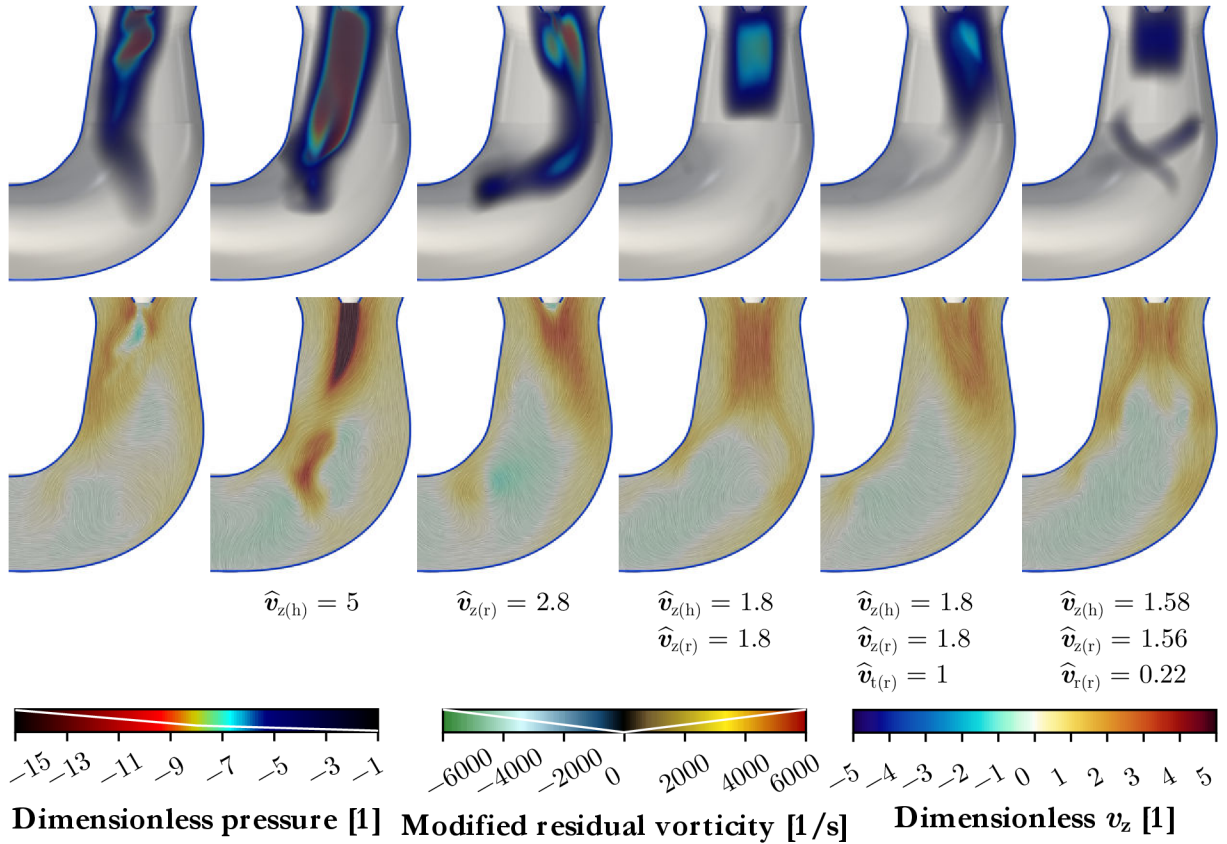 v̂z(h) = 5
v̂z(r) = 2.8
v̂z(h) = 1.8
v̂z(r) = 1.8
v̂z(h) = 1.8
v̂z(r) = 1.8
v̂t(r) = 1
v̂z(h) = 1.58
v̂z(r) = 1.56
v̂r(r) = 0.22
−15 −13 −11 −9 −7 −5 −3 −1
Dimensionless pressure [1]
−6000 −4000 −2000 0 2000 4000 6000
Modified residual vorticity [1/s]
−5 −4 −3 −2 −1 0 1 2 3 4 5
Dimensionless vz [1]